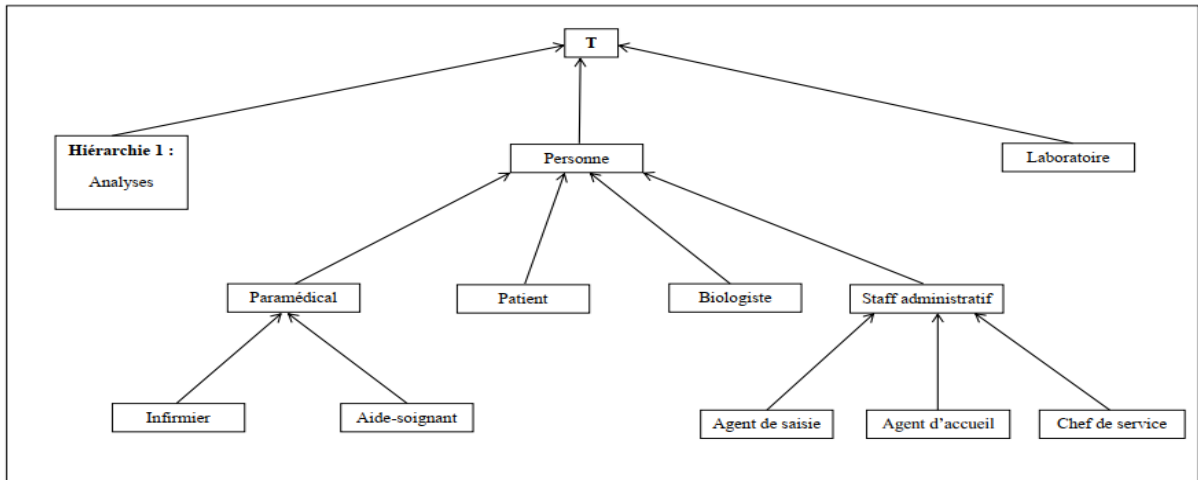 T
Hiérarchie 1 :
Analyses
Personne
Laboratoire
Paramédical
Patient
Biologiste
Staff administratif
Infirmier
Aide-soignant
Agent de saisie
Agent d’accueil
Chef de service